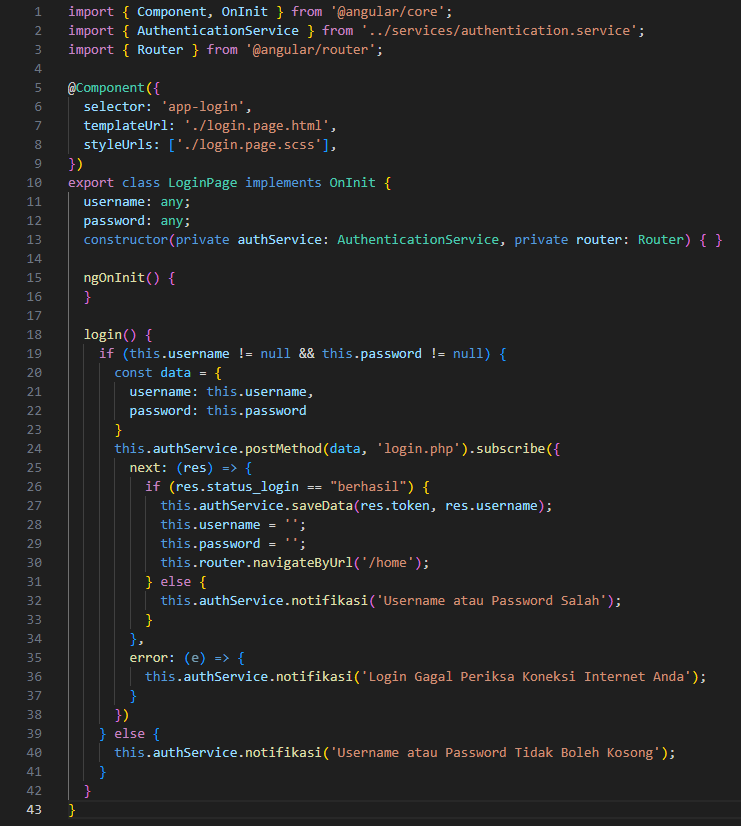 1 import { Component, OnInit } from '@angular/core';
2 import { AuthenticationService } from '../services/authentication.service';
3 import { Router } from '@angular/router';
4
5 @Component({
6   selector: 'app-login',
7   templateUrl: './login.page.html',
8   styleUrls: ['./login.page.scss'],
9 })
10 export class LoginPage implements OnInit {
11   username: any;
12   password: any;
13   constructor(private authService: AuthenticationService, private router: Router) { }
14
15   ngOnInit() {
16   }
17
18   login() {
19     if (this.username != null && this.password != null) {
20       const data = {
21         username: this.username,
22         password: this.password
23       }
24       this.authService.postMethod(data, 'login.php').subscribe({
25         next: (res) => {
26           if (res.status_login == "berhasil") {
27             this.authService.saveData(res.token, res.username);
28             this.username = '';
29             this.password = '';
30             this.router.navigateByUrl('/home');
31           } else {
32             this.authService.notifikasi('Username atau Password Salah');
33           }
34         },
35         error: (e) => {
36           this.authService.notifikasi('Login Gagal Periksa Koneksi Internet Anda');
37         }
38       })
39     } else {
40       this.authService.notifikasi('Username atau Password Tidak Boleh Kosong');
41     }
42   }
43 }